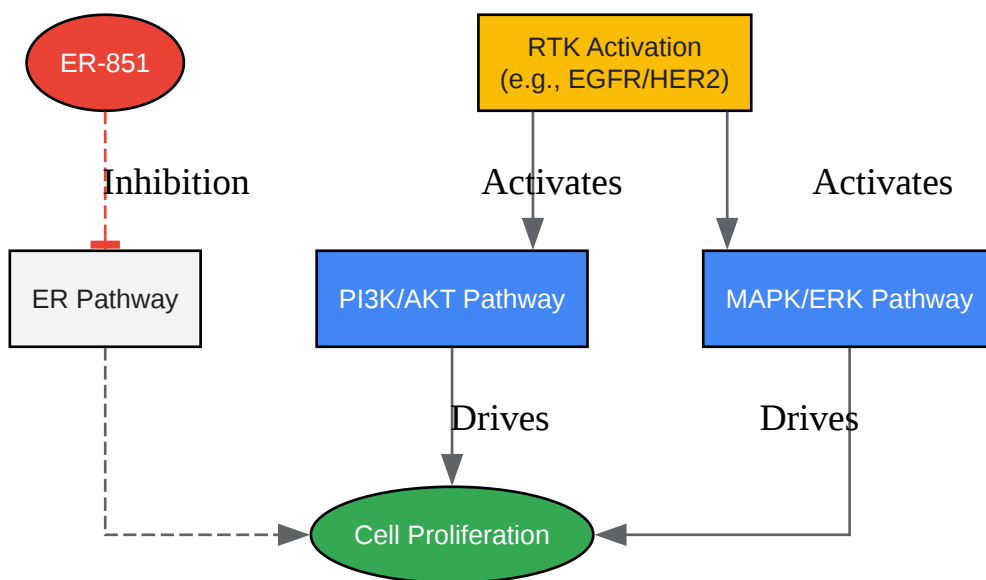 ER-851
RTK Activation
(e.g., EGFR/HER2)
Inhibition
Activates
Activates
ER Pathway
PI3K/AKT Pathway
MAPK/ERK Pathway
Drives
Drives
Cell Proliferation